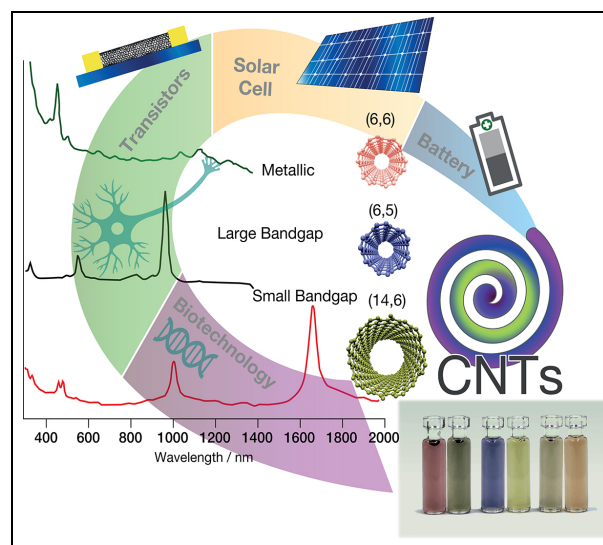 Solar
Cell
Transistors
Battery
(6,6)
Metallic
(6,5)
Large Bandgap
Small Bandgap
(14,6)
Biotechnology
CNTs
400 600 800 1000 1200 1400 1600 1800 2000
Wavelength / nm